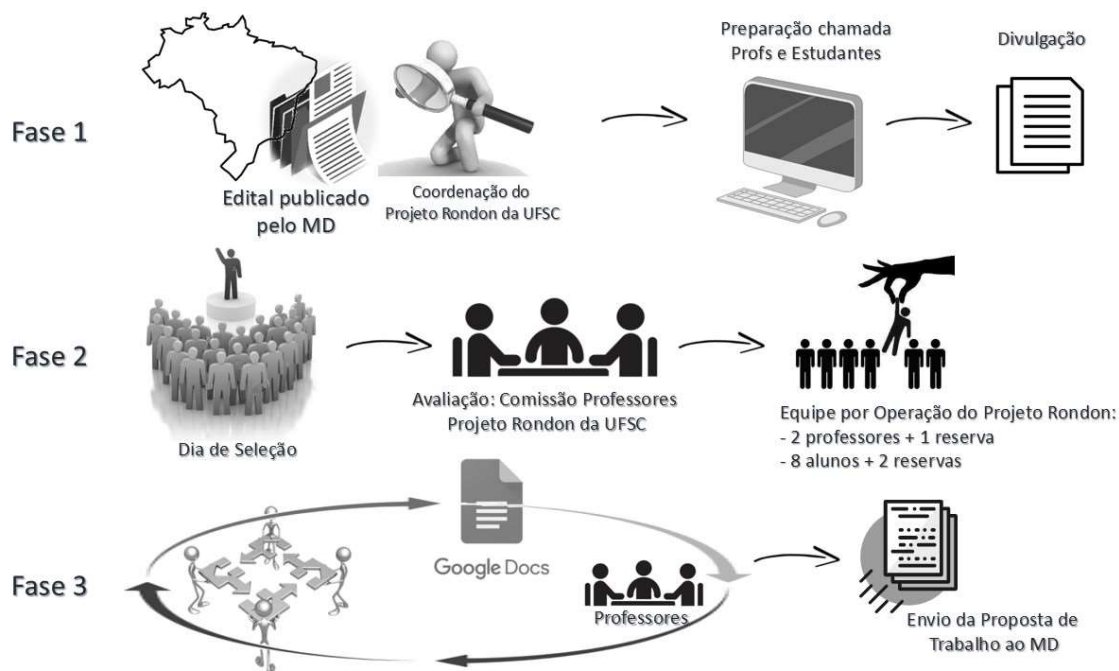 Fase 1
Edital publicado
pelo MD
Coordenação do
Projeto Rondon da UFSC
Preparação chamada
Profs e Estudantes
Divulgação
Fase 2
Dia de Seleção
Avaliação: Comissão Professores
Projeto Rondon da UFSC
Equipe por Operação do Projeto Rondon:
- 2 professores + 1 reserva
- 8 alunos + 2 reservas
Fase 3
Google Docs
Professores
Envio da Proposta de
Trabalho ao MD